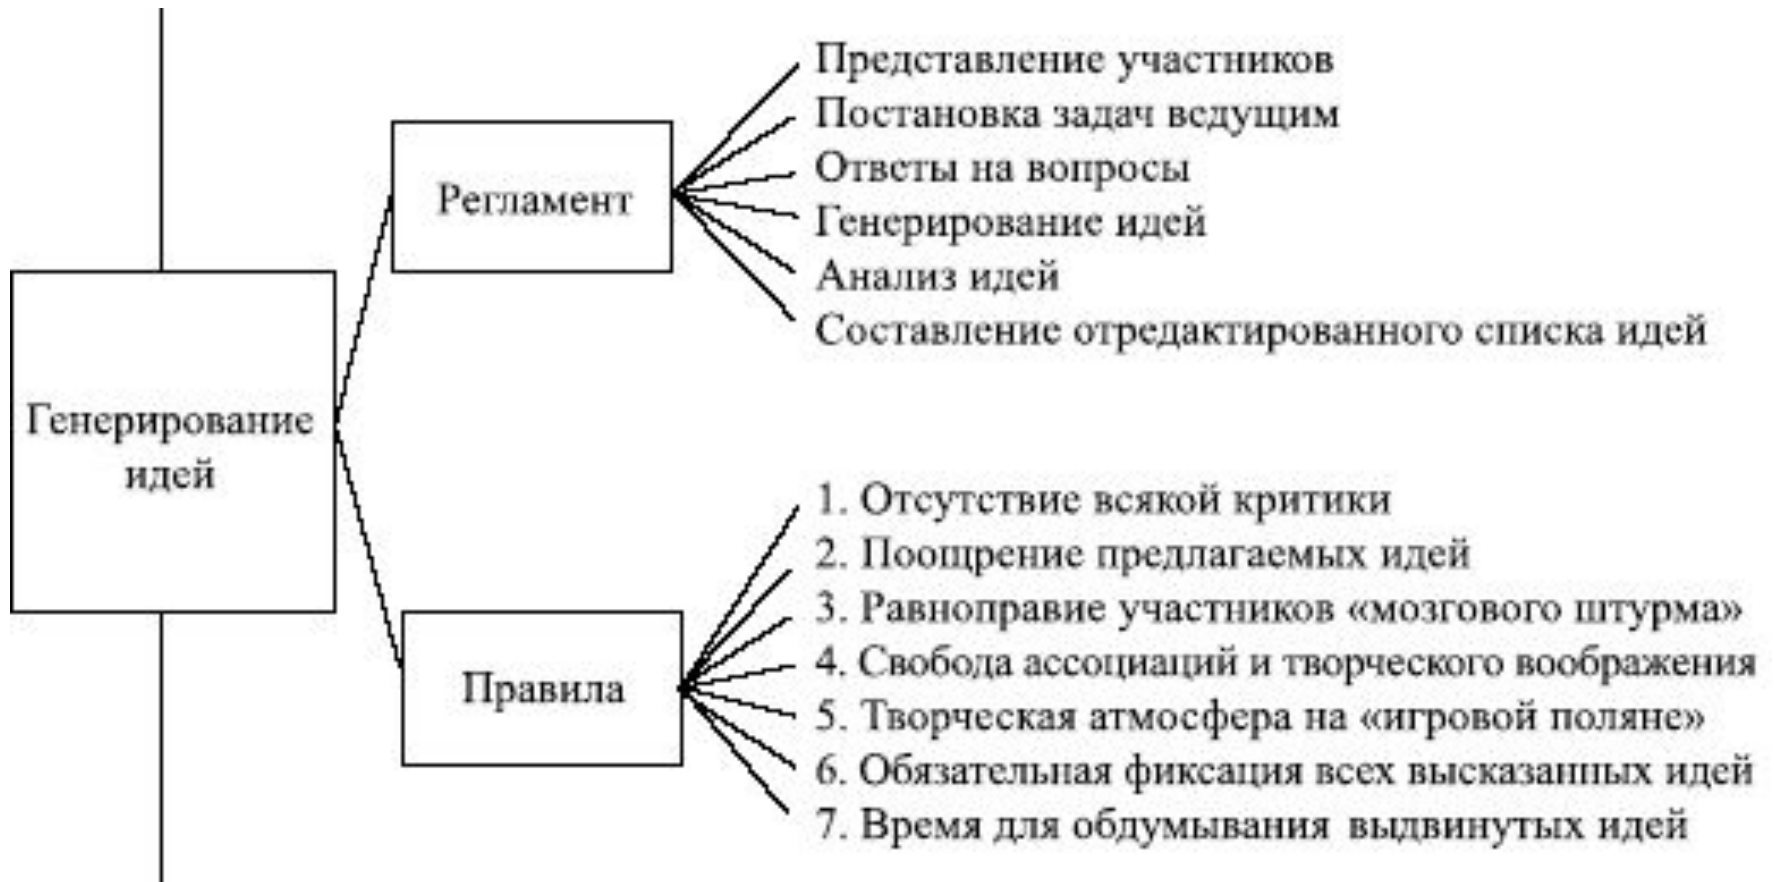 Генерирование
идей
Регламент
Представление участников
Постановка задач ведущим
Ответы на вопросы
Генерирование идей
Анализ идей
Составление отредактированного списка идей
Правила
1. Отсутствие всякой критики
2. Поощрение предлагаемых идей
3. Равноправие участников «мозгового штурма»
4. Свобода ассоциаций и творческого воображения
5. Творческая атмосфера на «игровой поляне»
6. Обязательная фиксация всех высказанных идей
7. Время для обдумывания выдвинутых идей